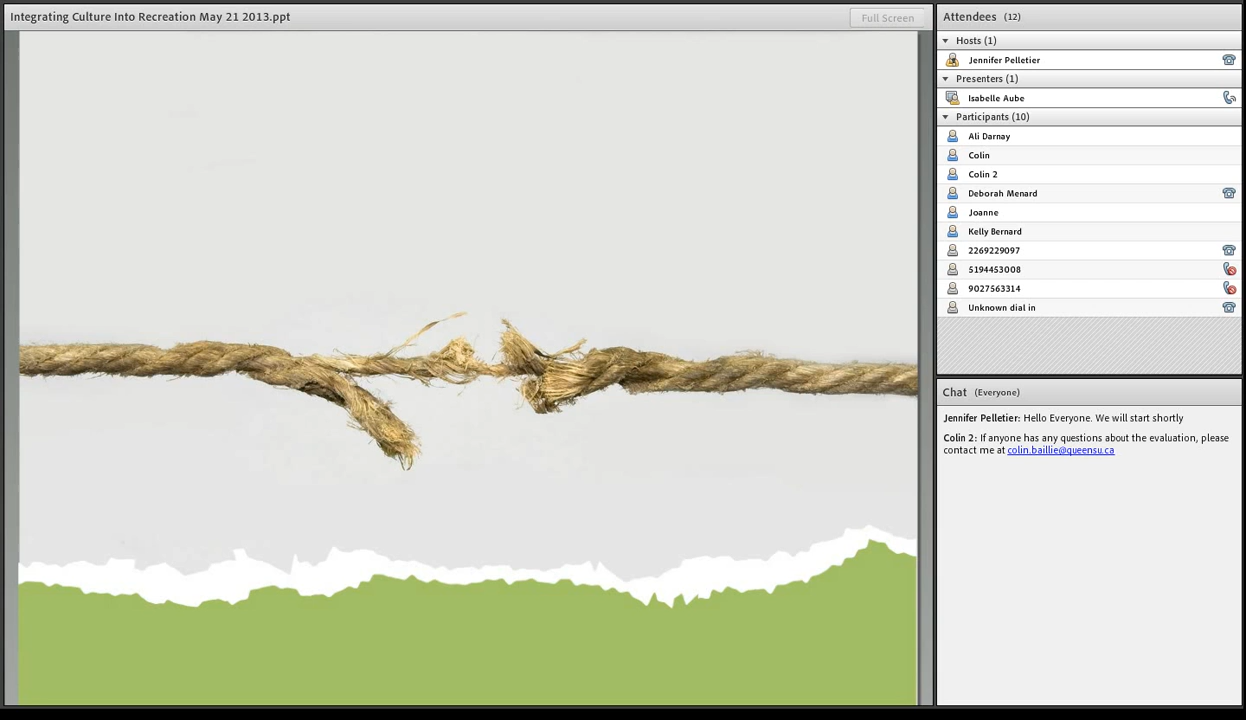 Integrating Culture Into Recreation May 21 2013.ppt
Full Screen
Attendees (12)
Hosts (1)
Jennifer Pelletier
Presenters (1)
Isabelle Aube
Participants (10)
Ali Darnay
Colin
Colin 2
Deborah Menard
Joanne
Kelly Bernard
2269229097
5194453008
9027563314
Unknown dial in
Chat (Everyone)
Jennifer Pelletier: Hello Everyone. We will start shortly
Colin 2: If anyone has any questions about the evaluation, please
contact me at colin.baillie@queensu.ca